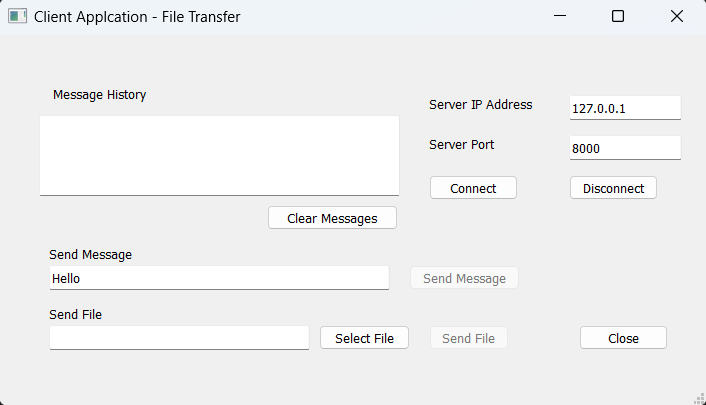 Client Applcation - File Transfer
Message History
Server IP Address
127.0.0.1
Server Port
8000
Connect
Disconnect
Clear Messages
Send Message
Hello
Send Message
Send File
Select File
Send File
Close